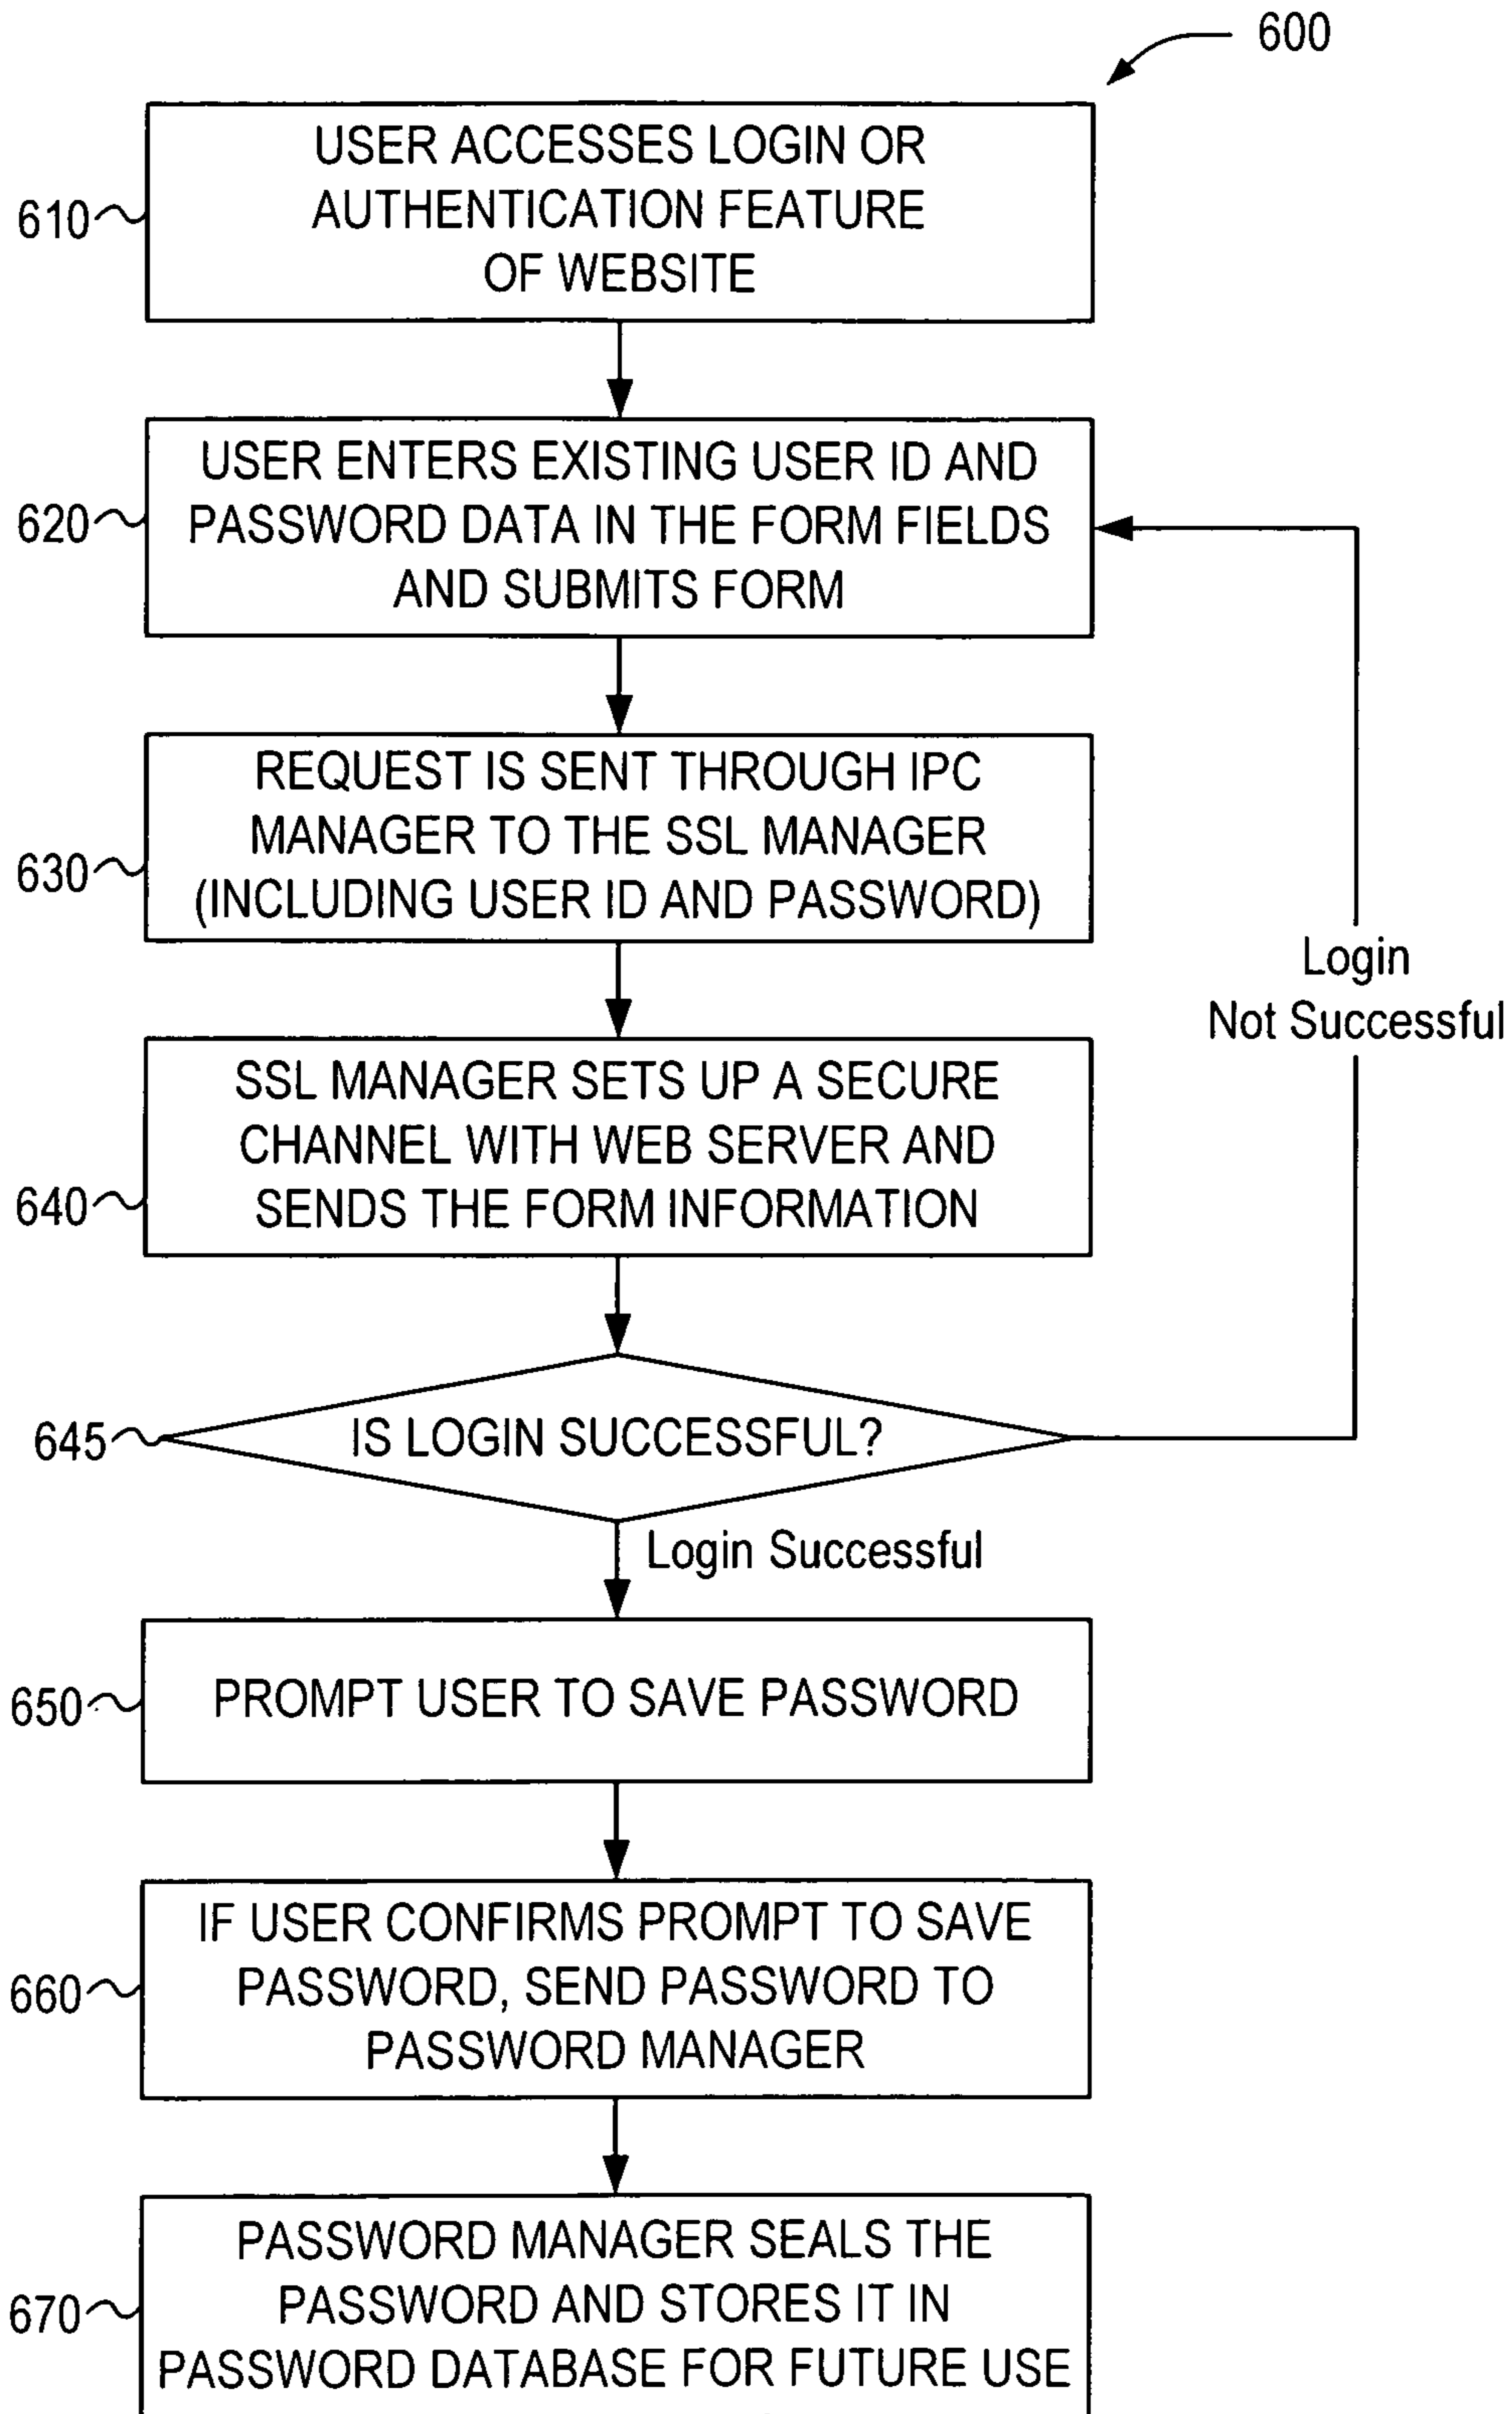 600
USER ACCESSES LOGIN OR
AUTHENTICATION FEATURE
OF WEBSITE
610
USER ENTERS EXISTING USER ID AND
PASSWORD DATA IN THE FORM FIELDS
AND SUBMITS FORM
620
REQUEST IS SENT THROUGH IPC
MANAGER TO THE SSL MANAGER
(INCLUDING USER ID AND PASSWORD)
630
Login
Not Successful
SSL MANAGER SETS UP A SECURE
CHANNEL WITH WEB SERVER AND
SENDS THE FORM INFORMATION
640
IS LOGIN SUCCESSFUL?
645
Login Successful
PROMPT USER TO SAVE PASSWORD
650
IF USER CONFIRMS PROMPT TO SAVE
PASSWORD, SEND PASSWORD TO
PASSWORD MANAGER
660
PASSWORD MANAGER SEALS THE
PASSWORD AND STORES IT IN
PASSWORD DATABASE FOR FUTURE USE
670